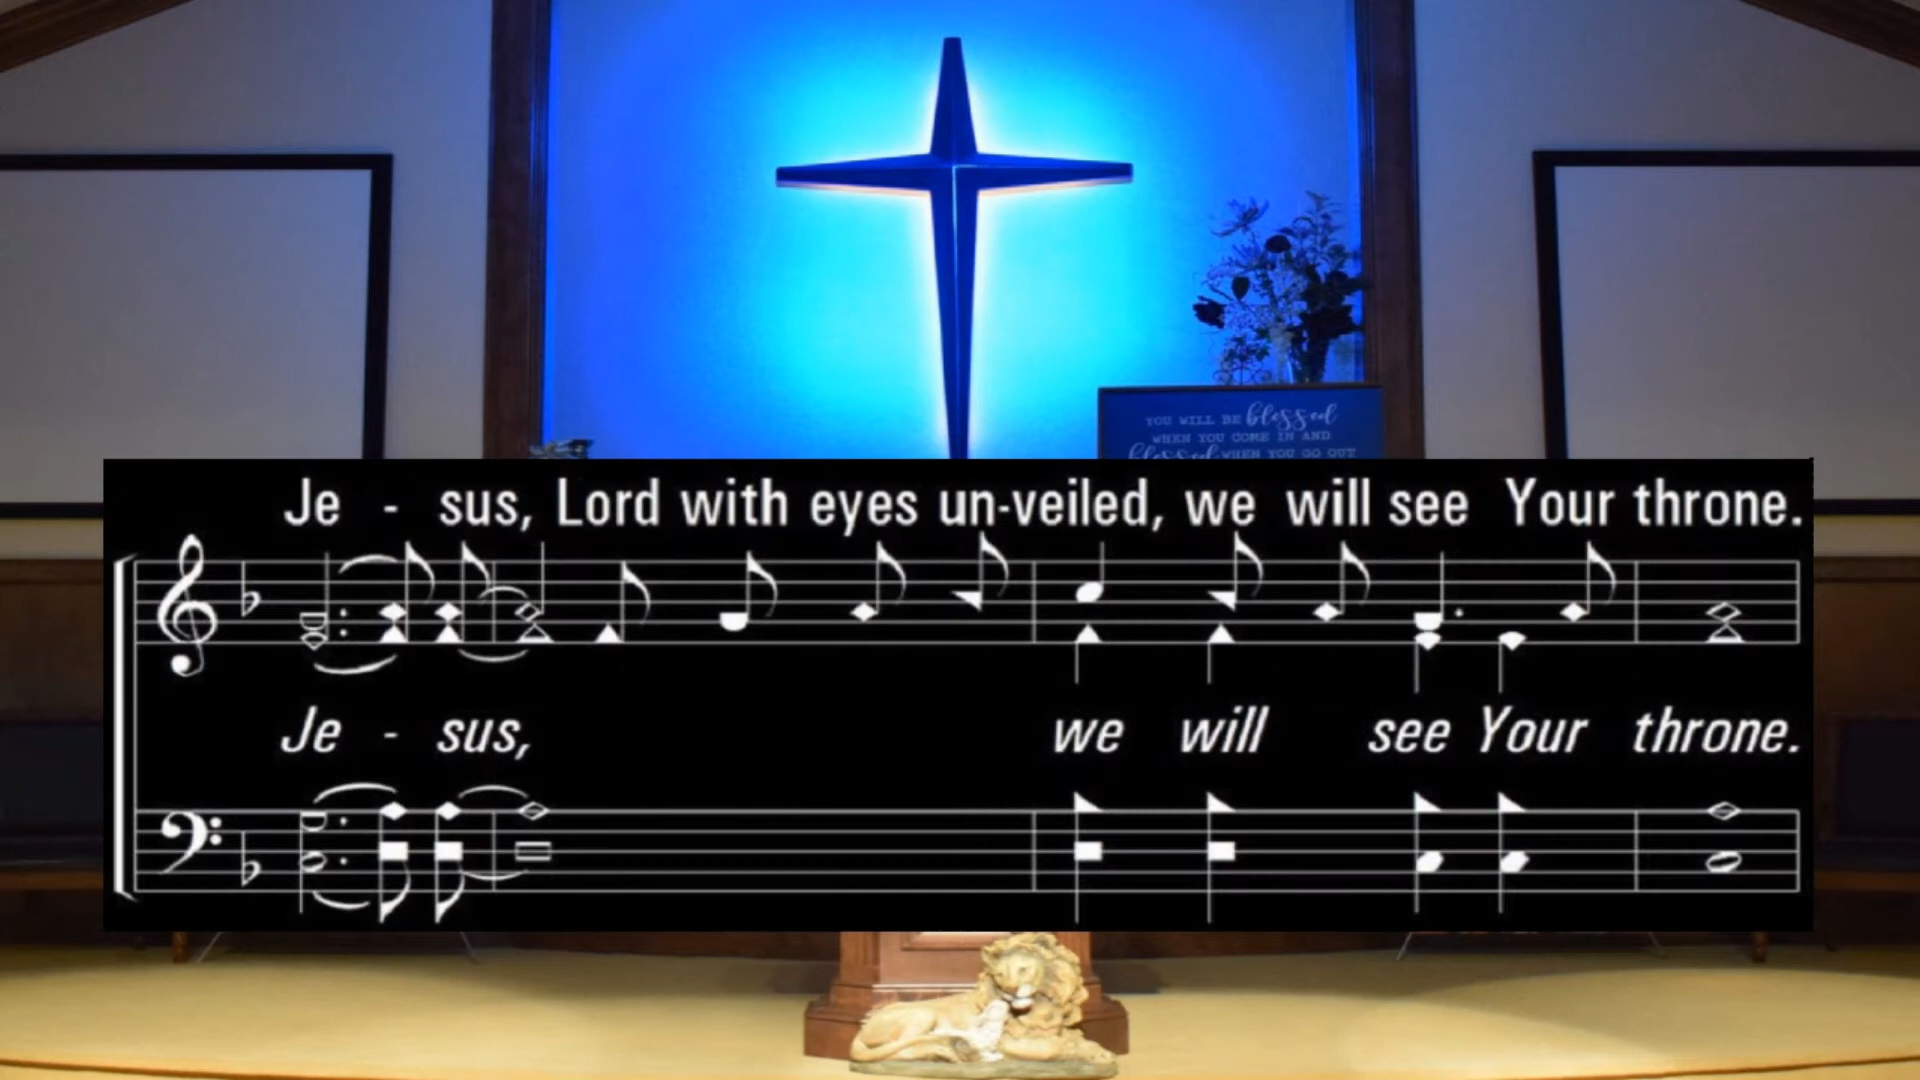 YOU WILL BE blessed
WHEN YOU COME IN AND
blessed WHEN YOU GO OUT
Je - sus, Lord with eyes un-veiled, we will see Your throne.
Je - sus, we will see Your throne.